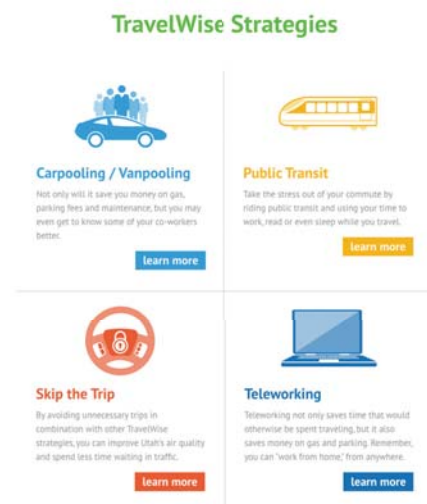 TravelWise Strategies
Carpooling / Vanpooling
Not only will it save you money on gas,
parking fees and maintenance, but you may
even get to know some of your co-workers
better.
learn more
Public Transit
Take the stress out of your commute by
riding public transit and using your time to
work, read or even sleep while you travel.
learn more
Skip the Trip
By avoiding unnecessary trips in
combination with other TravelWise
strategies, you can improve Utah's air quality
and spend less time waiting in traffic.
learn more
Teleworking
Teleworking not only saves time that would
otherwise be spent traveling, but it also
saves money on gas and parking. Remember,
you can "work from home," from anywhere.
learn more